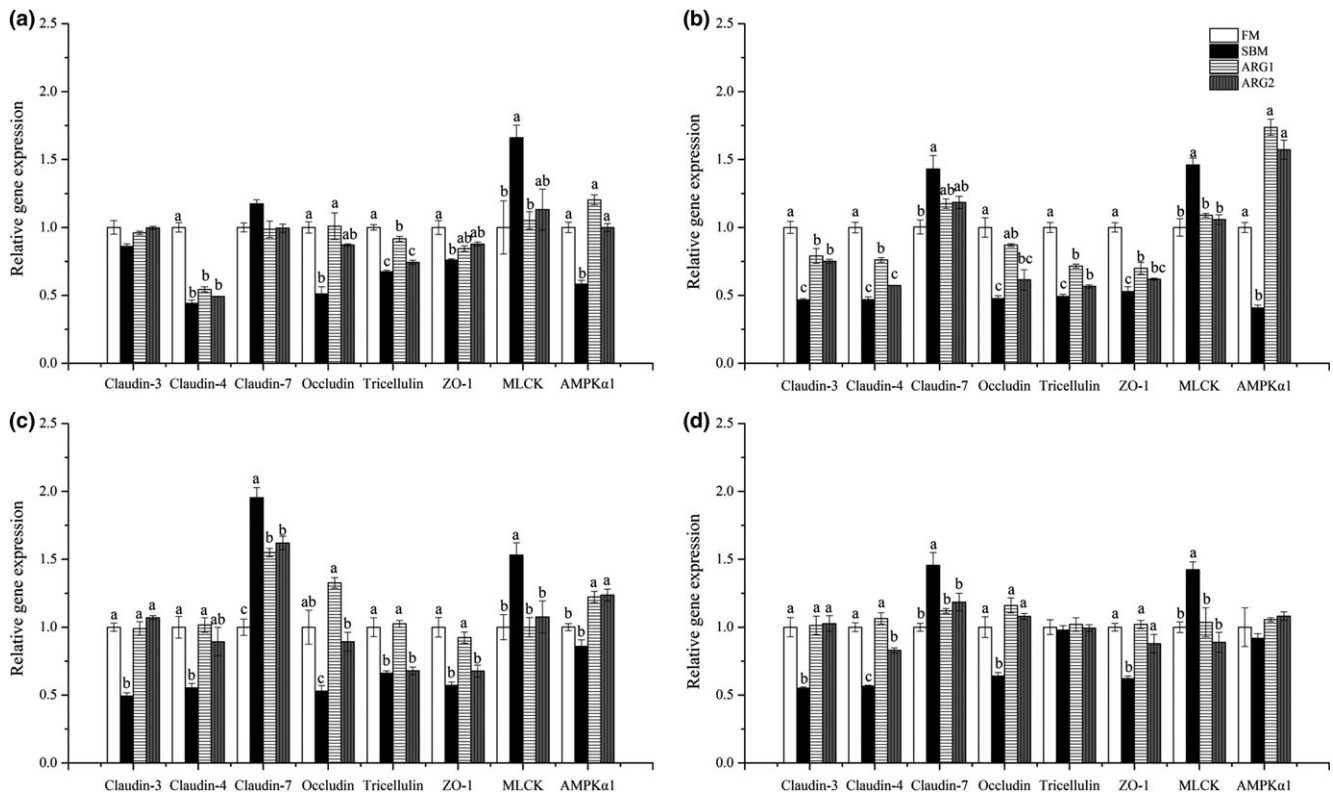 (a)
Relative gene expression
2.5
2.0
1.5
1.0
0.5
0.0
a b b b
a b a ab
a c b c
a b ab ab
b a b ab
a b a a
Claudin-3 Claudin-4 Claudin-7 Occludin Tricellulin ZO-1 MLCK AMPKα1
(b)
Relative gene expression
2.5
2.0
1.5
1.0
0.5
0.0
FM
SBM
ARG1
ARG2
a c b b
a c b c
b a ab ab
a c ab bc
a c b b
a c b bc
b a b b
a b a a
Claudin-3 Claudin-4 Claudin-7 Occludin Tricellulin ZO-1 MLCK AMPKα1
(c)
Relative gene expression
2.5
2.0
1.5
1.0
0.5
0.0
a b a a
a b a ab
c a b b
ab c a b
a b a b
a b a b
b a b b
b b a a
Claudin-3 Claudin-4 Claudin-7 Occludin Tricellulin ZO-1 MLCK AMPKα1
(d)
Relative gene expression
2.5
2.0
1.5
1.0
0.5
0.0
a b a a
a c a b
b a b b
a b a a
a b a a
b a b b
Claudin-3 Claudin-4 Claudin-7 Occludin Tricellulin ZO-1 MLCK AMPKα1